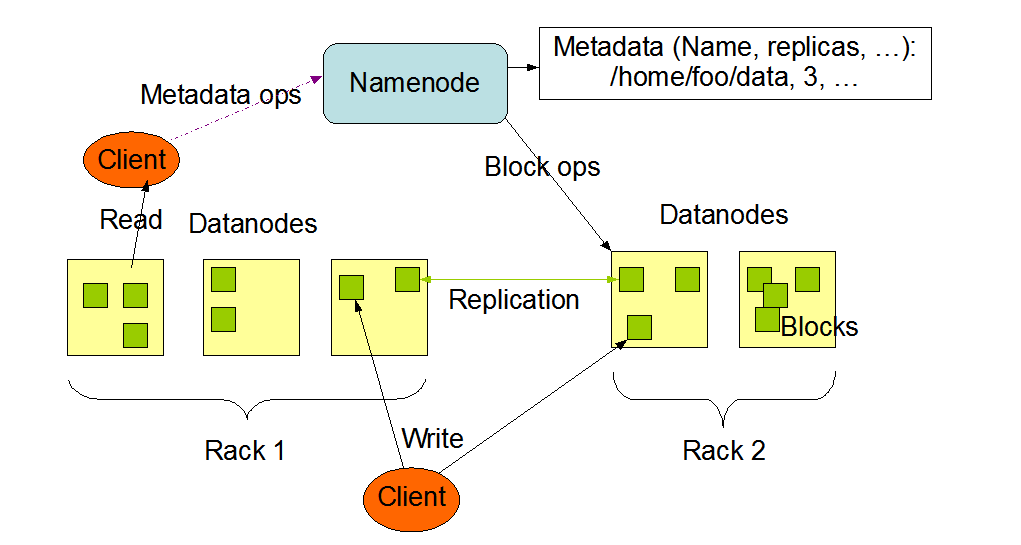 Metadata (Name, replicas, …):
/home/foo/data, 3, …
Namenode
Metadata ops
Client
Block ops
Read
Datanodes
Datanodes
Replication
Blocks
Rack 1
Write
Rack 2
Client